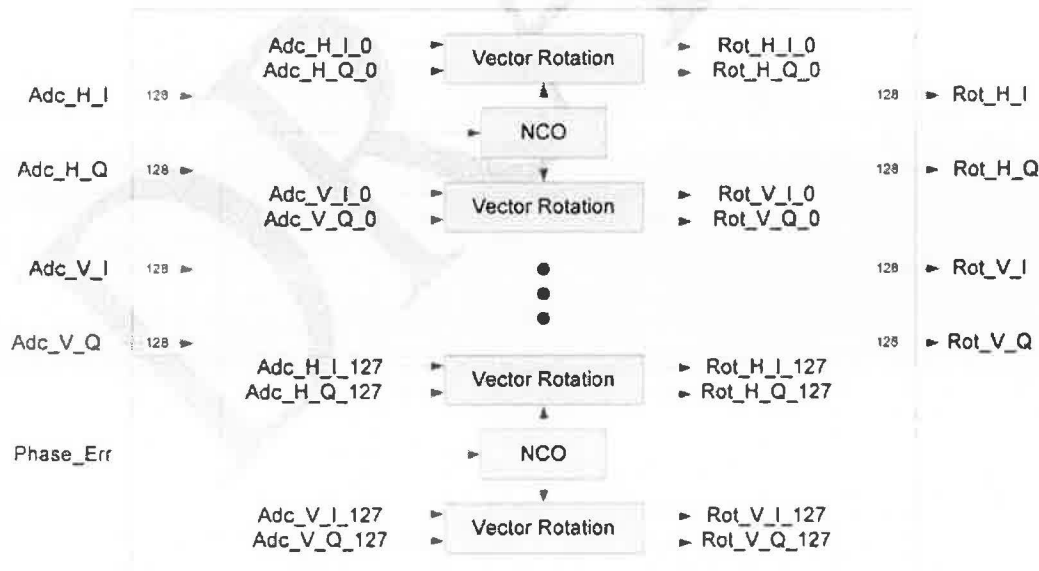 Adc_H_I_0
Adc_H_Q_0
Vector Rotation
Rot_H_I_0
Rot_H_Q_0
Adc_H_I
128
128
Rot_H_I
NCO
Adc_H_Q
128
128
Rot_H_Q
Adc_V_I_0
Adc_V_Q_0
Vector Rotation
Rot_V_I_0
Rot_V_Q_0
Adc_V_I
128
128
Rot_V_I
Adc_V_Q
128
128
Rot_V_Q
Adc_H_I_127
Adc_H_Q_127
Vector Rotation
Rot_H_I_127
Rot_H_Q_127
Phase_Err
NCO
Adc_V_I_127
Adc_V_Q_127
Vector Rotation
Rot_V_I_127
Rot_V_Q_127